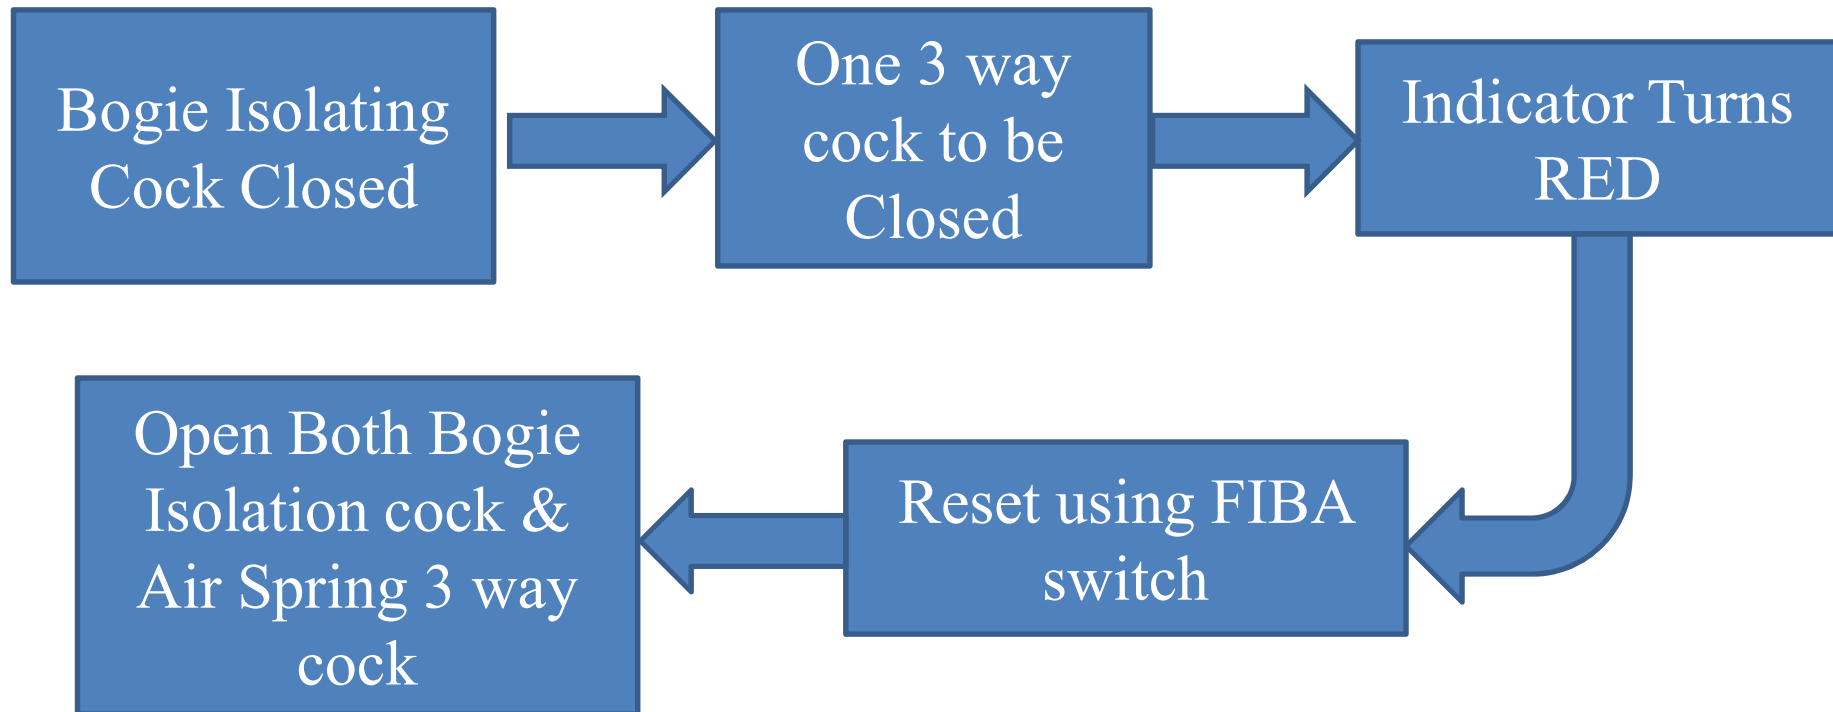 Bogie Isolating
Cock Closed
One 3 way
cock to be
Closed
Indicator Turns
RED
Reset using FIBA
switch
Open Both Bogie
Isolation cock &
Air Spring 3 way
cock